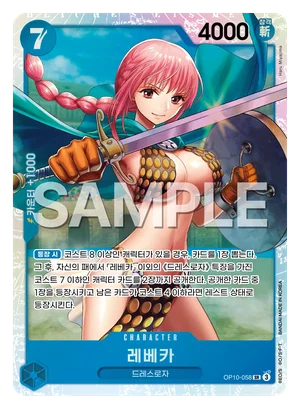 7
4000
참격
斬
카운터 +1000
SAMPLE
등장 시 코스트 8 이상인 캐릭터가 있을 경우, 카드를 1장 뽑는다.
그 후, 자신의 패에서 「레베카」 이외의 《드레스로자》 특징을 가진
코스트 7 이하인 캐릭터 카드를 2장까지 공개한다. 공개한 카드 중
1장을 등장시키고 남은 카드가 코스트 4 이하라면 레스트 상태로
등장시킨다.
CHARACTER
레베카
드레스로자
OP10-058 SR 3